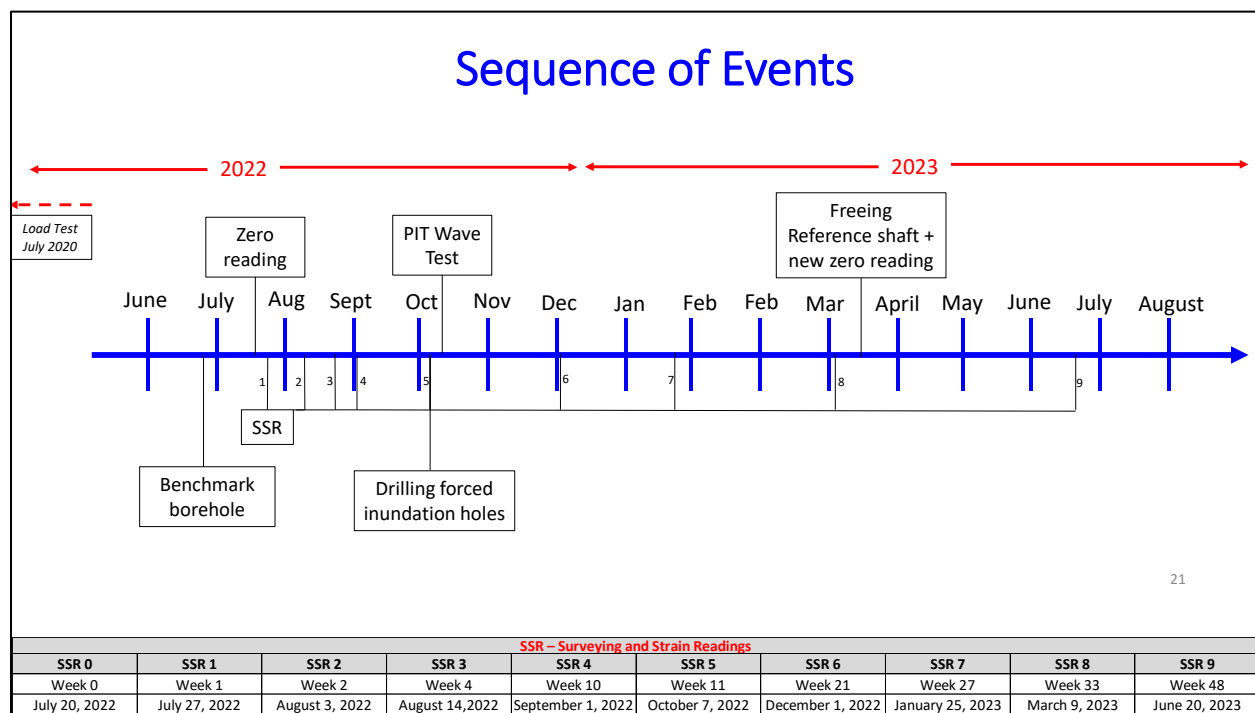 Sequence of Events
2022
2023
Load Test
July 2020
Zero
reading
PIT Wave
Test
Freeing
Reference shaft +
new zero reading
June July Aug Sept Oct Nov Dec Jan Feb Feb Mar April May June July August
1 2 3 4 5 6 7 8 9
SSR
Benchmark
borehole
Drilling forced
inundation holes
21
SSR – Surveying and Strain Readings
SSR 0 SSR 1 SSR 2 SSR 3 SSR 4 SSR 5 SSR 6 SSR 7 SSR 8 SSR 9
Week 0 Week 1 Week 2 Week 4 Week 10 Week 11 Week 21 Week 27 Week 33 Week 48
July 20, 2022 July 27, 2022 August 3, 2022 August 14,2022 September 1, 2022 October 7, 2022 December 1, 2022 January 25, 2023 March 9, 2023 June 20, 2023